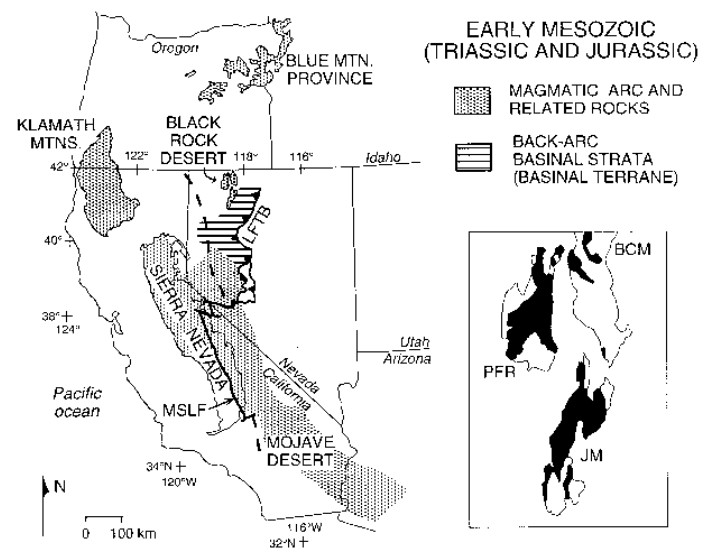 EARLY MESOZOIC
(TRIASSIC AND JURASSIC)
MAGMATIC ARC AND
RELATED ROCKS
BACK-ARC
BASINAL STRATA
(BASINAL TERRANE)
Oregon
BLUE MTN.
PROVINCE
KLAMATH
MTNS.
BLACK
ROCK
DESERT
42°
122°
118°
116°
Idaho
LFTB
40°
SIERRA NEVADA
38°
124°
Utah
Arizona
Nevada
California
Pacific
ocean
MSLF
MOJAVE
DESERT
34°N
120°W
N
0 100 km
116°W
32°N
BCM
PFR
JM